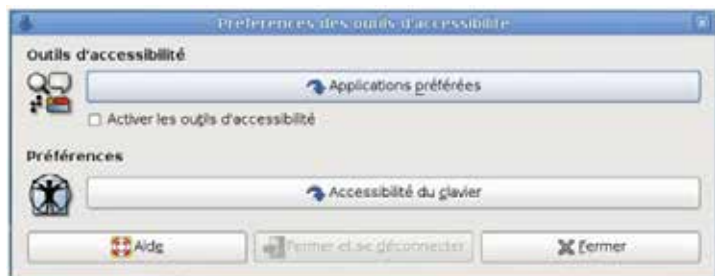 Préférences des outils d'accessibilité
Outils d'accessibilité
Applications préférées
Activer les outils d'accessibilité
Préférences
Accessibilité du clavier
Aide Fermer et se déconnecter Fermer